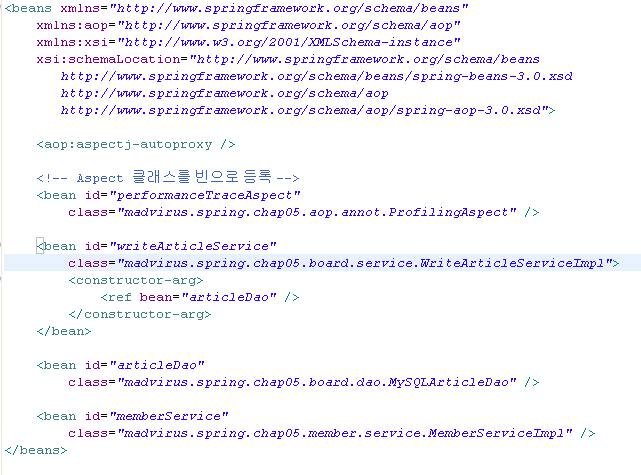 <beans xmlns="http://www.springframework.org/schema/beans"
xmlns:aop="http://www.springframework.org/schema/aop"
xmlns:xsi="http://www.w3.org/2001/XMLSchema-instance"
xsi:schemaLocation="http://www.springframework.org/schema/beans
http://www.springframework.org/schema/beans/spring-beans-3.0.xsd
http://www.springframework.org/schema/aop
http://www.springframework.org/schema/aop/spring-aop-3.0.xsd">
<aop:aspectj-autoproxy />
<!-- Aspect 클래스를 빈으로 등록 -->
<bean id="performanceTraceAspect"
class="madvirus.spring.chap05.aop.annot.ProfilingAspect" />
<bean id="writeArticleService"
class="madvirus.spring.chap05.board.service.WriteArticleServiceImpl">
<constructor-arg>
<ref bean="articleDao" />
</constructor-arg>
</bean>
<bean id="articleDao"
class="madvirus.spring.chap05.board.dao.MySQLArticleDao" />
<bean id="memberService"
class="madvirus.spring.chap05.member.service.MemberServiceImpl" />
</beans>